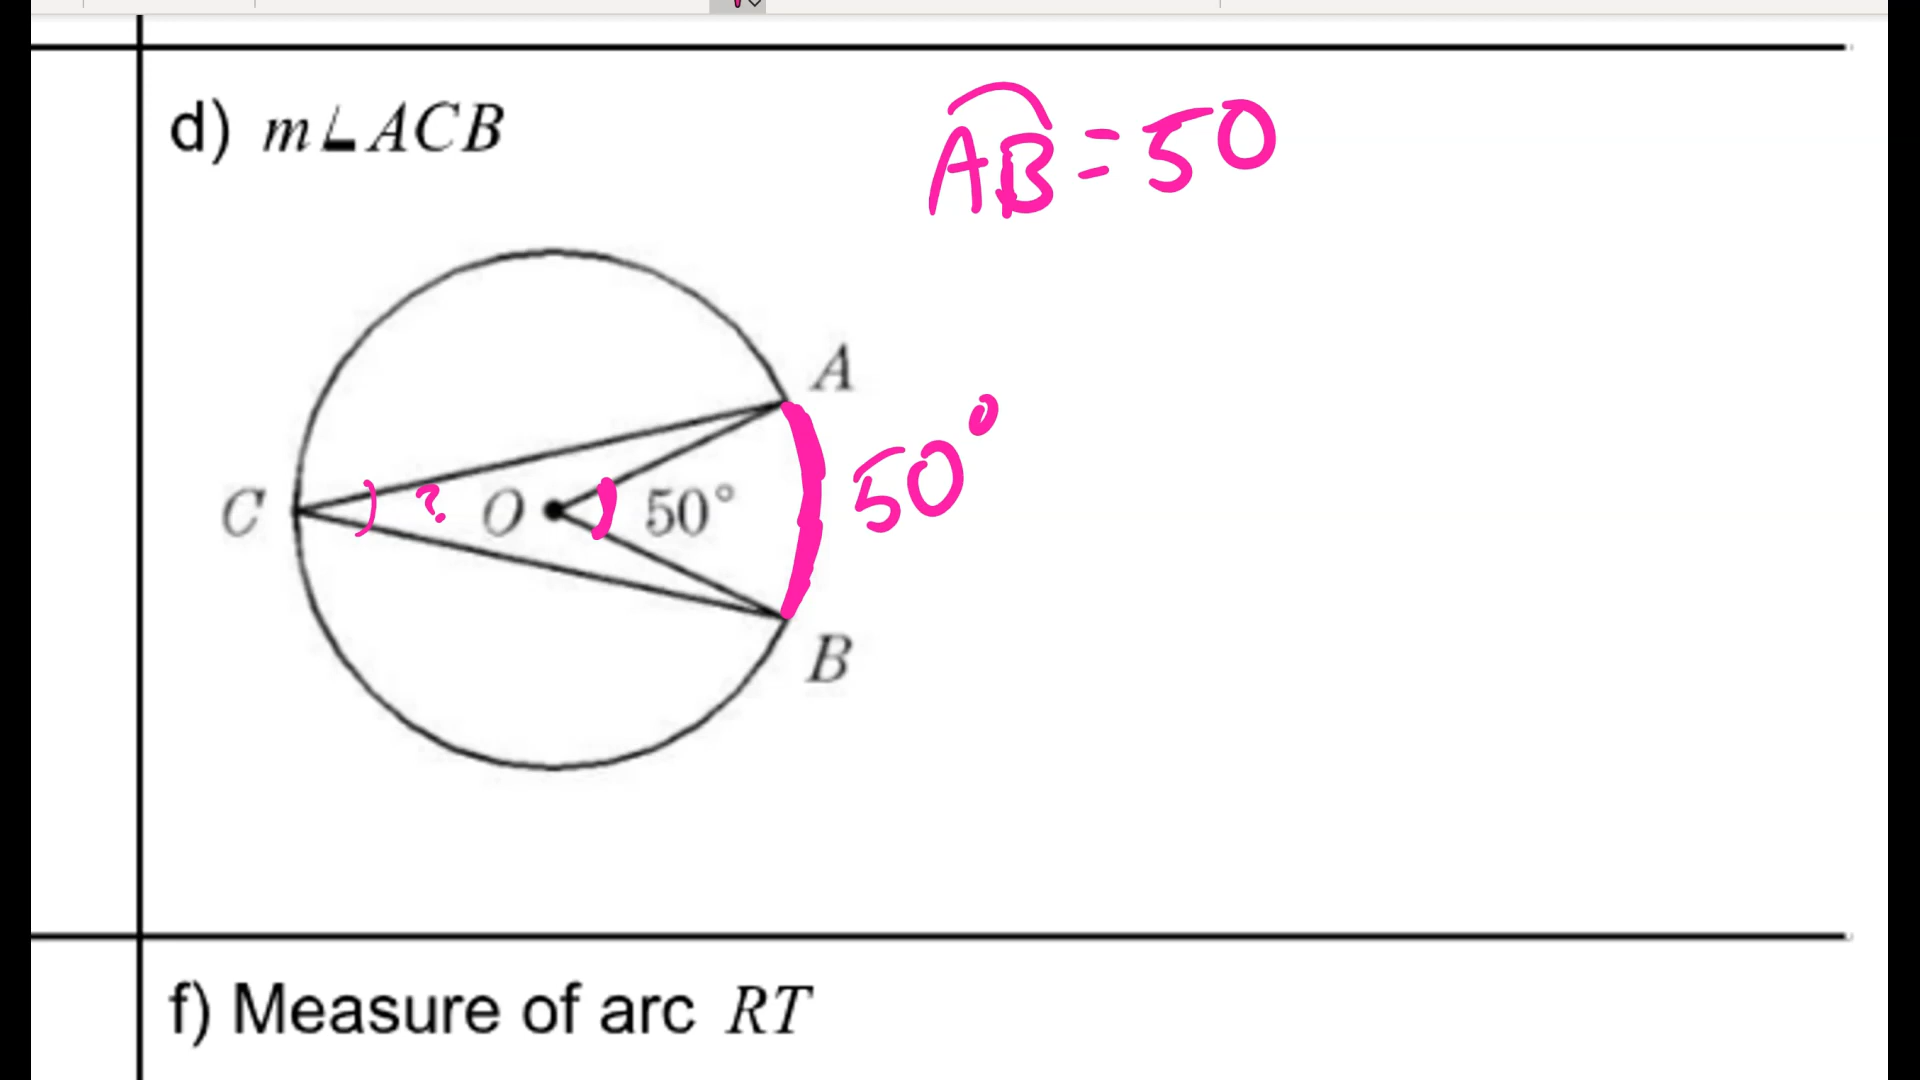 d) m∠ACB
AB = 50
A
50°
C ? O 50°
B
f) Measure of arc RT